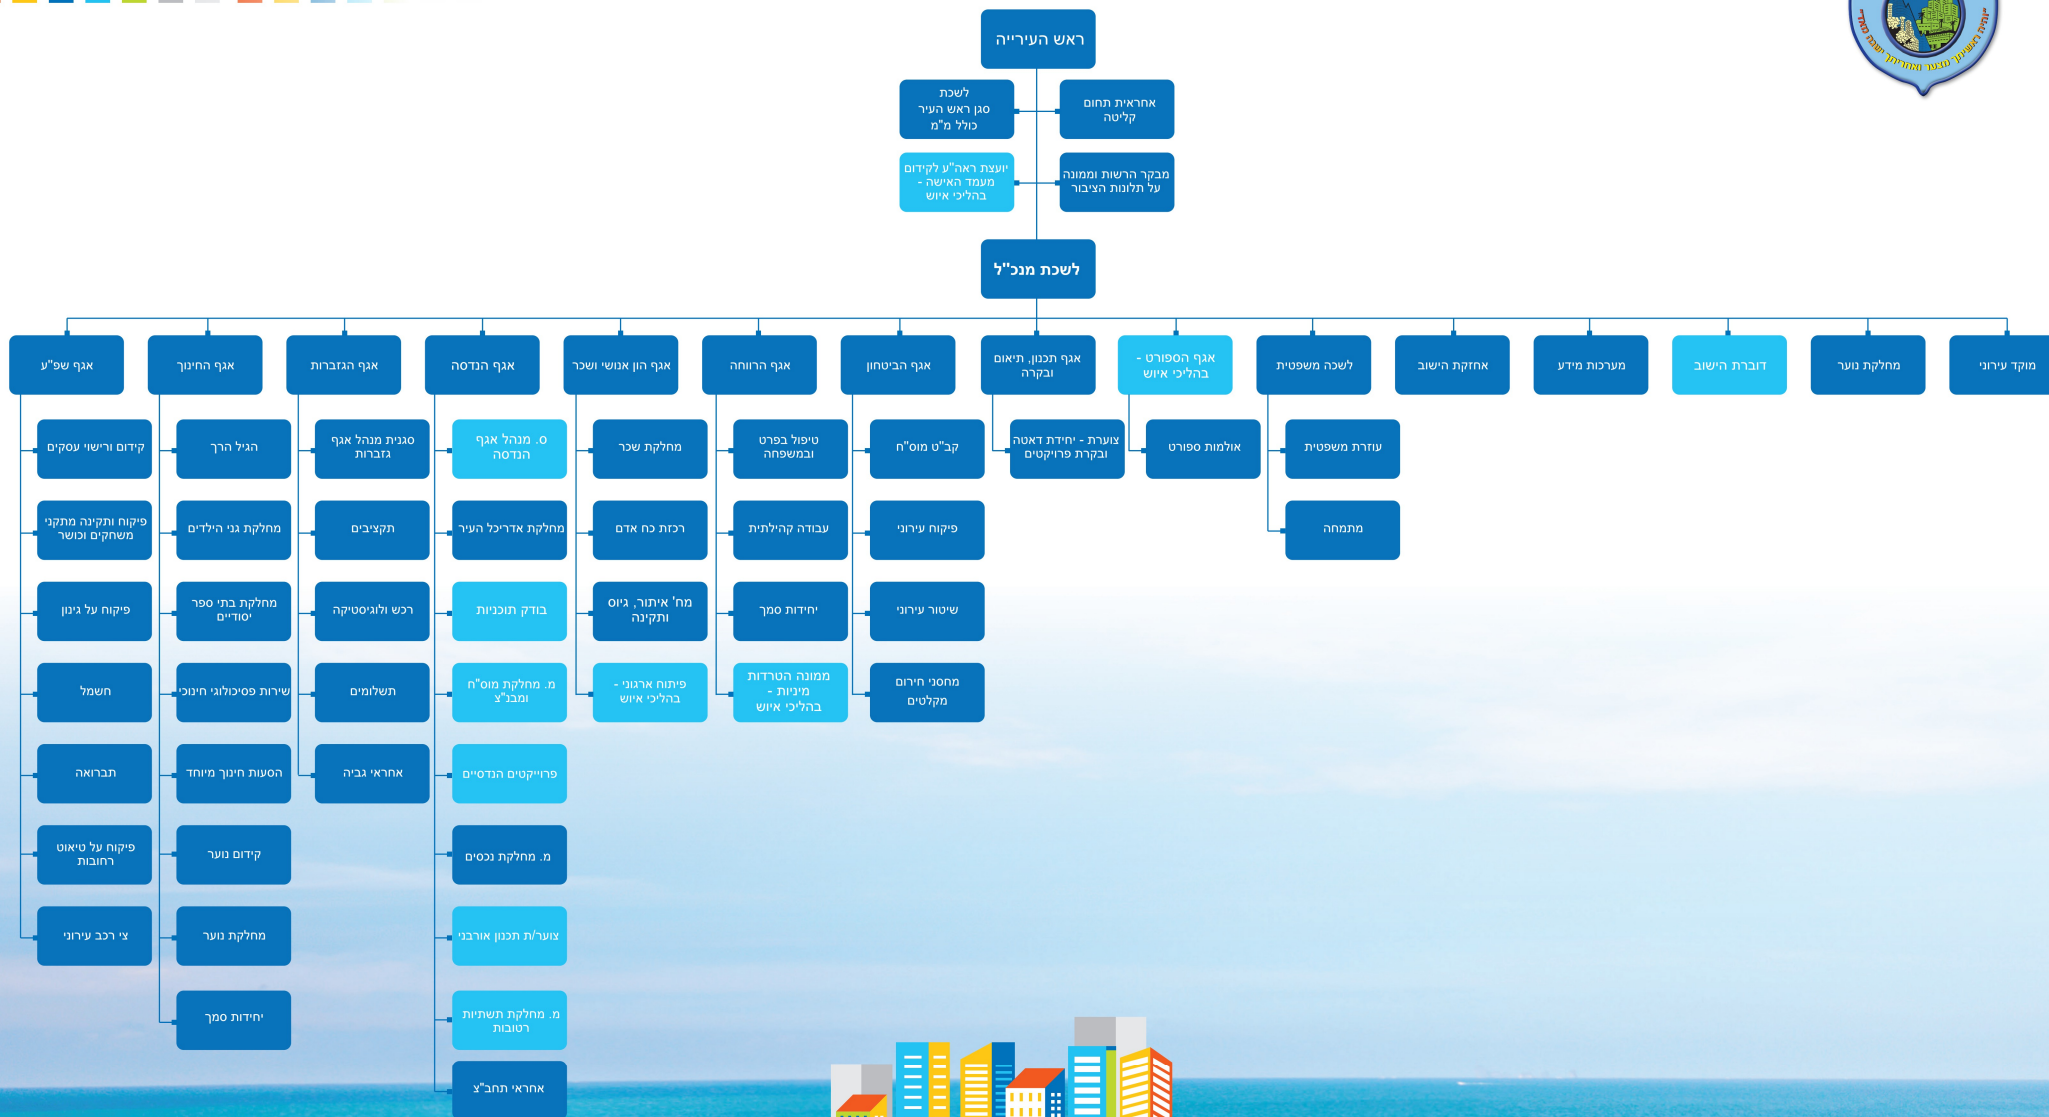 "והיה ראשיתך מצער ואחריתך ישגה מאד"
ראש העירייה
אחראית תחום
קליטה
לשכת
סגן ראש העיר
כולל מ"מ
מבקר הרשות וממונה
על תלונות הציבור
יועצת ראה"ע לקידום
מעמד האישה -
בהליכי איוש
לשכת מנכ"ל
מוקד עירוני
מחלקת נוער
דוברת הישוב
מערכות מידע
אחזקת הישוב
לשכה משפטית
עוזרת משפטית
מתמחה
אגף הספורט -
בהליכי איוש
אולמות ספורט
אגף תכנון, תיאום
ובקרה
צוערת - יחידת דאטה
ובקרת פרויקטים
אגף הביטחון
קב"ט מוס"ח
פיקוח עירוני
שיטור עירוני
מחסני חירום
מקלטים
אגף הרווחה
טיפול בפרט
ובמשפחה
עבודה קהילתית
יחידות סמך
ממונה הטרדות
מיניות -
בהליכי איוש
אגף הון אנושי ושכר
מחלקת שכר
רכזת כח אדם
מח' איתור, גיוס
ותקינה
פיתוח ארגוני -
בהליכי איוש
אגף הנדסה
ס. מנהל אגף
הנדסה
מחלקת אדריכל העיר
בודק תוכניות
מ. מחלקת מוס"ח
ומבנ"צ
פרוייקטים הנדסיים
מ. מחלקת נכסים
צוער/ת תכנון אורבני
מ. מחלקת תשתיות
רטובות
אחראי תחב"צ
אגף הגזברות
סגנית מנהל אגף
גזברות
תקציבים
רכש ולוגיסטיקה
תשלומים
אחראי גביה
אגף החינוך
הגיל הרך
מחלקת גני הילדים
מחלקת בתי ספר
יסודיים
שירות פסיכולוגי חינוכי
הסעות חינוך מיוחד
קידום נוער
מחלקת נוער
יחידות סמך
אגף שפ"ע
קידום ורישוי עסקים
פיקוח ותקינה מתקני
משחקים וכושר
פיקוח על גינון
חשמל
תברואה
פיקוח על טיאוט
רחובות
צי רכב עירוני